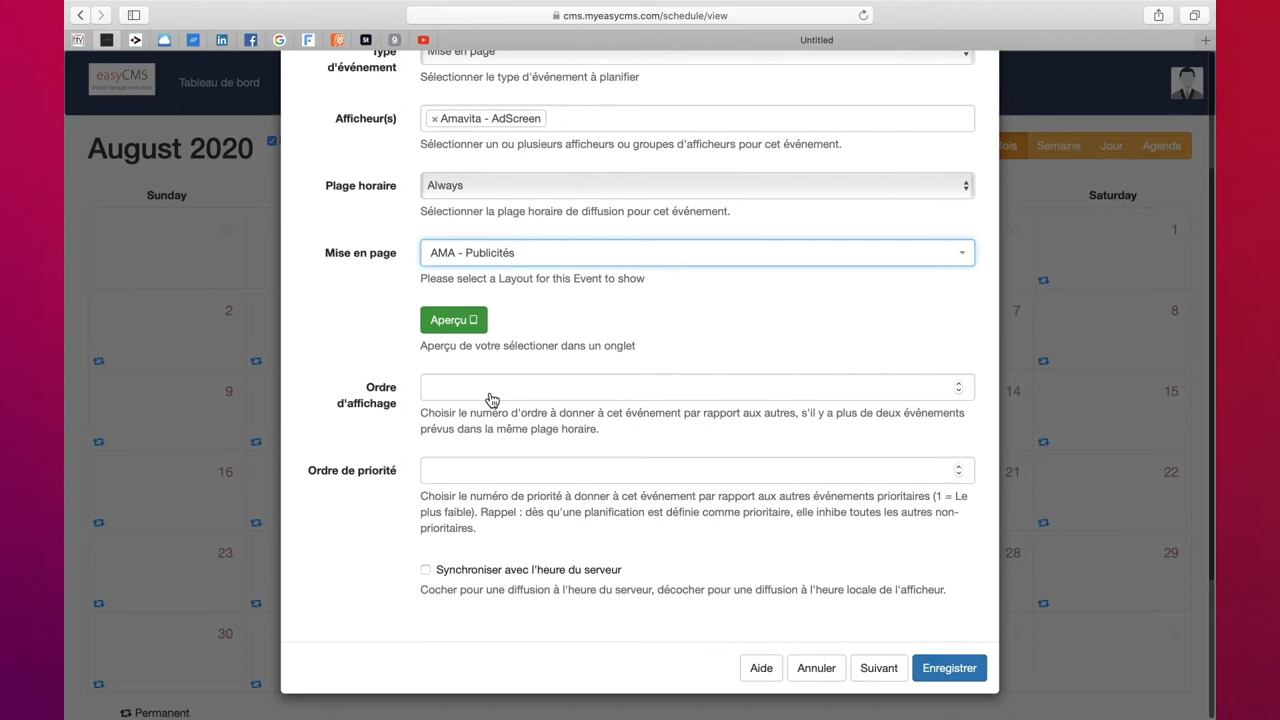 cms.myeasycms.com/schedule/view
Untitled
easyCMS
Digital signage made easy
Tableau de bord
Type d'événement
Mise en page
Sélectionner le type d'événement à planifier
Afficheur(s)
× Amavita - AdScreen
Sélectionner un ou plusieurs afficheurs ou groupes d'afficheurs pour cet événement.
August 2020
Mois Semaine Jour Agenda
Plage horaire
Always
Sélectionner la plage horaire de diffusion pour cet événement.
Sunday
Saturday
Mise en page
AMA - Publicités
Please select a Layout for this Event to show
1
2
7
8
Aperçu
Aperçu de votre sélectioner dans un onglet
Ordre
d'affichage
Choisir le numéro d'ordre à donner à cet événement par rapport aux autres, s'il y a plus de deux événements
prévus dans la même plage horaire.
9
14
15
Ordre de priorité
Choisir le numéro de priorité à donner à cet événement par rapport aux autres événements prioritaires (1 = Le
plus faible). Rappel : dès qu'une planification est définie comme prioritaire, elle inhibe toutes les autres non-
prioritaires.
16
21
22
23
28
29
Synchroniser avec l'heure du serveur
Cocher pour une diffusion à l'heure du serveur, décocher pour une diffusion à l'heure locale de l'afficheur.
30
Aide
Annuler
Suivant
Enregistrer
Permanent